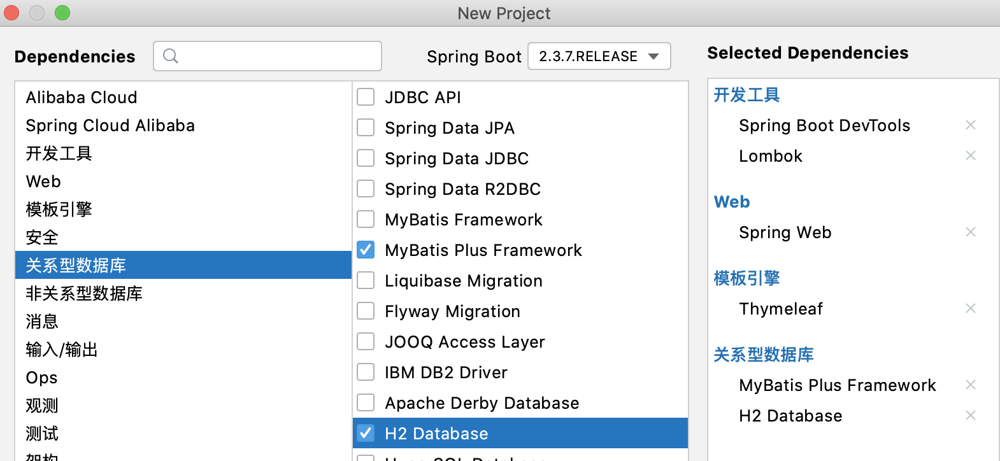 New Project
Dependencies
Spring Boot 2.3.7.RELEASE
Selected Dependencies
Alibaba Cloud
Spring Cloud Alibaba
开发工具
Web
模板引擎
安全
关系型数据库
非关系型数据库
消息
输入/输出
Ops
观测
测试
架构
JDBC API
Spring Data JPA
Spring Data JDBC
Spring Data R2DBC
MyBatis Framework
MyBatis Plus Framework
Liquibase Migration
Flyway Migration
JOOQ Access Layer
IBM DB2 Driver
Apache Derby Database
H2 Database
HyperSQL Database
开发工具
Spring Boot DevTools
Lombok
Web
Spring Web
模板引擎
Thymeleaf
关系型数据库
MyBatis Plus Framework
H2 Database